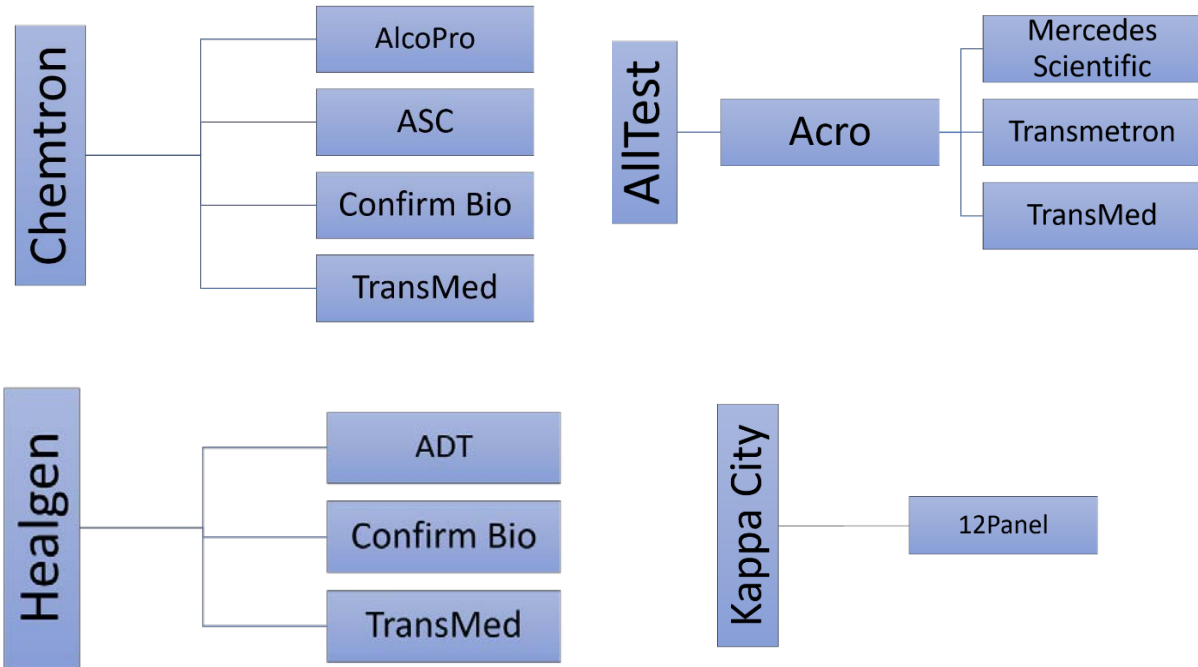 Chemtron
AlcoPro
ASC
Confirm Bio
TransMed
AllTest
Acro
Mercedes
Scientific
Transmetron
TransMed
Healgen
ADT
Confirm Bio
TransMed
Kappa City
12Panel